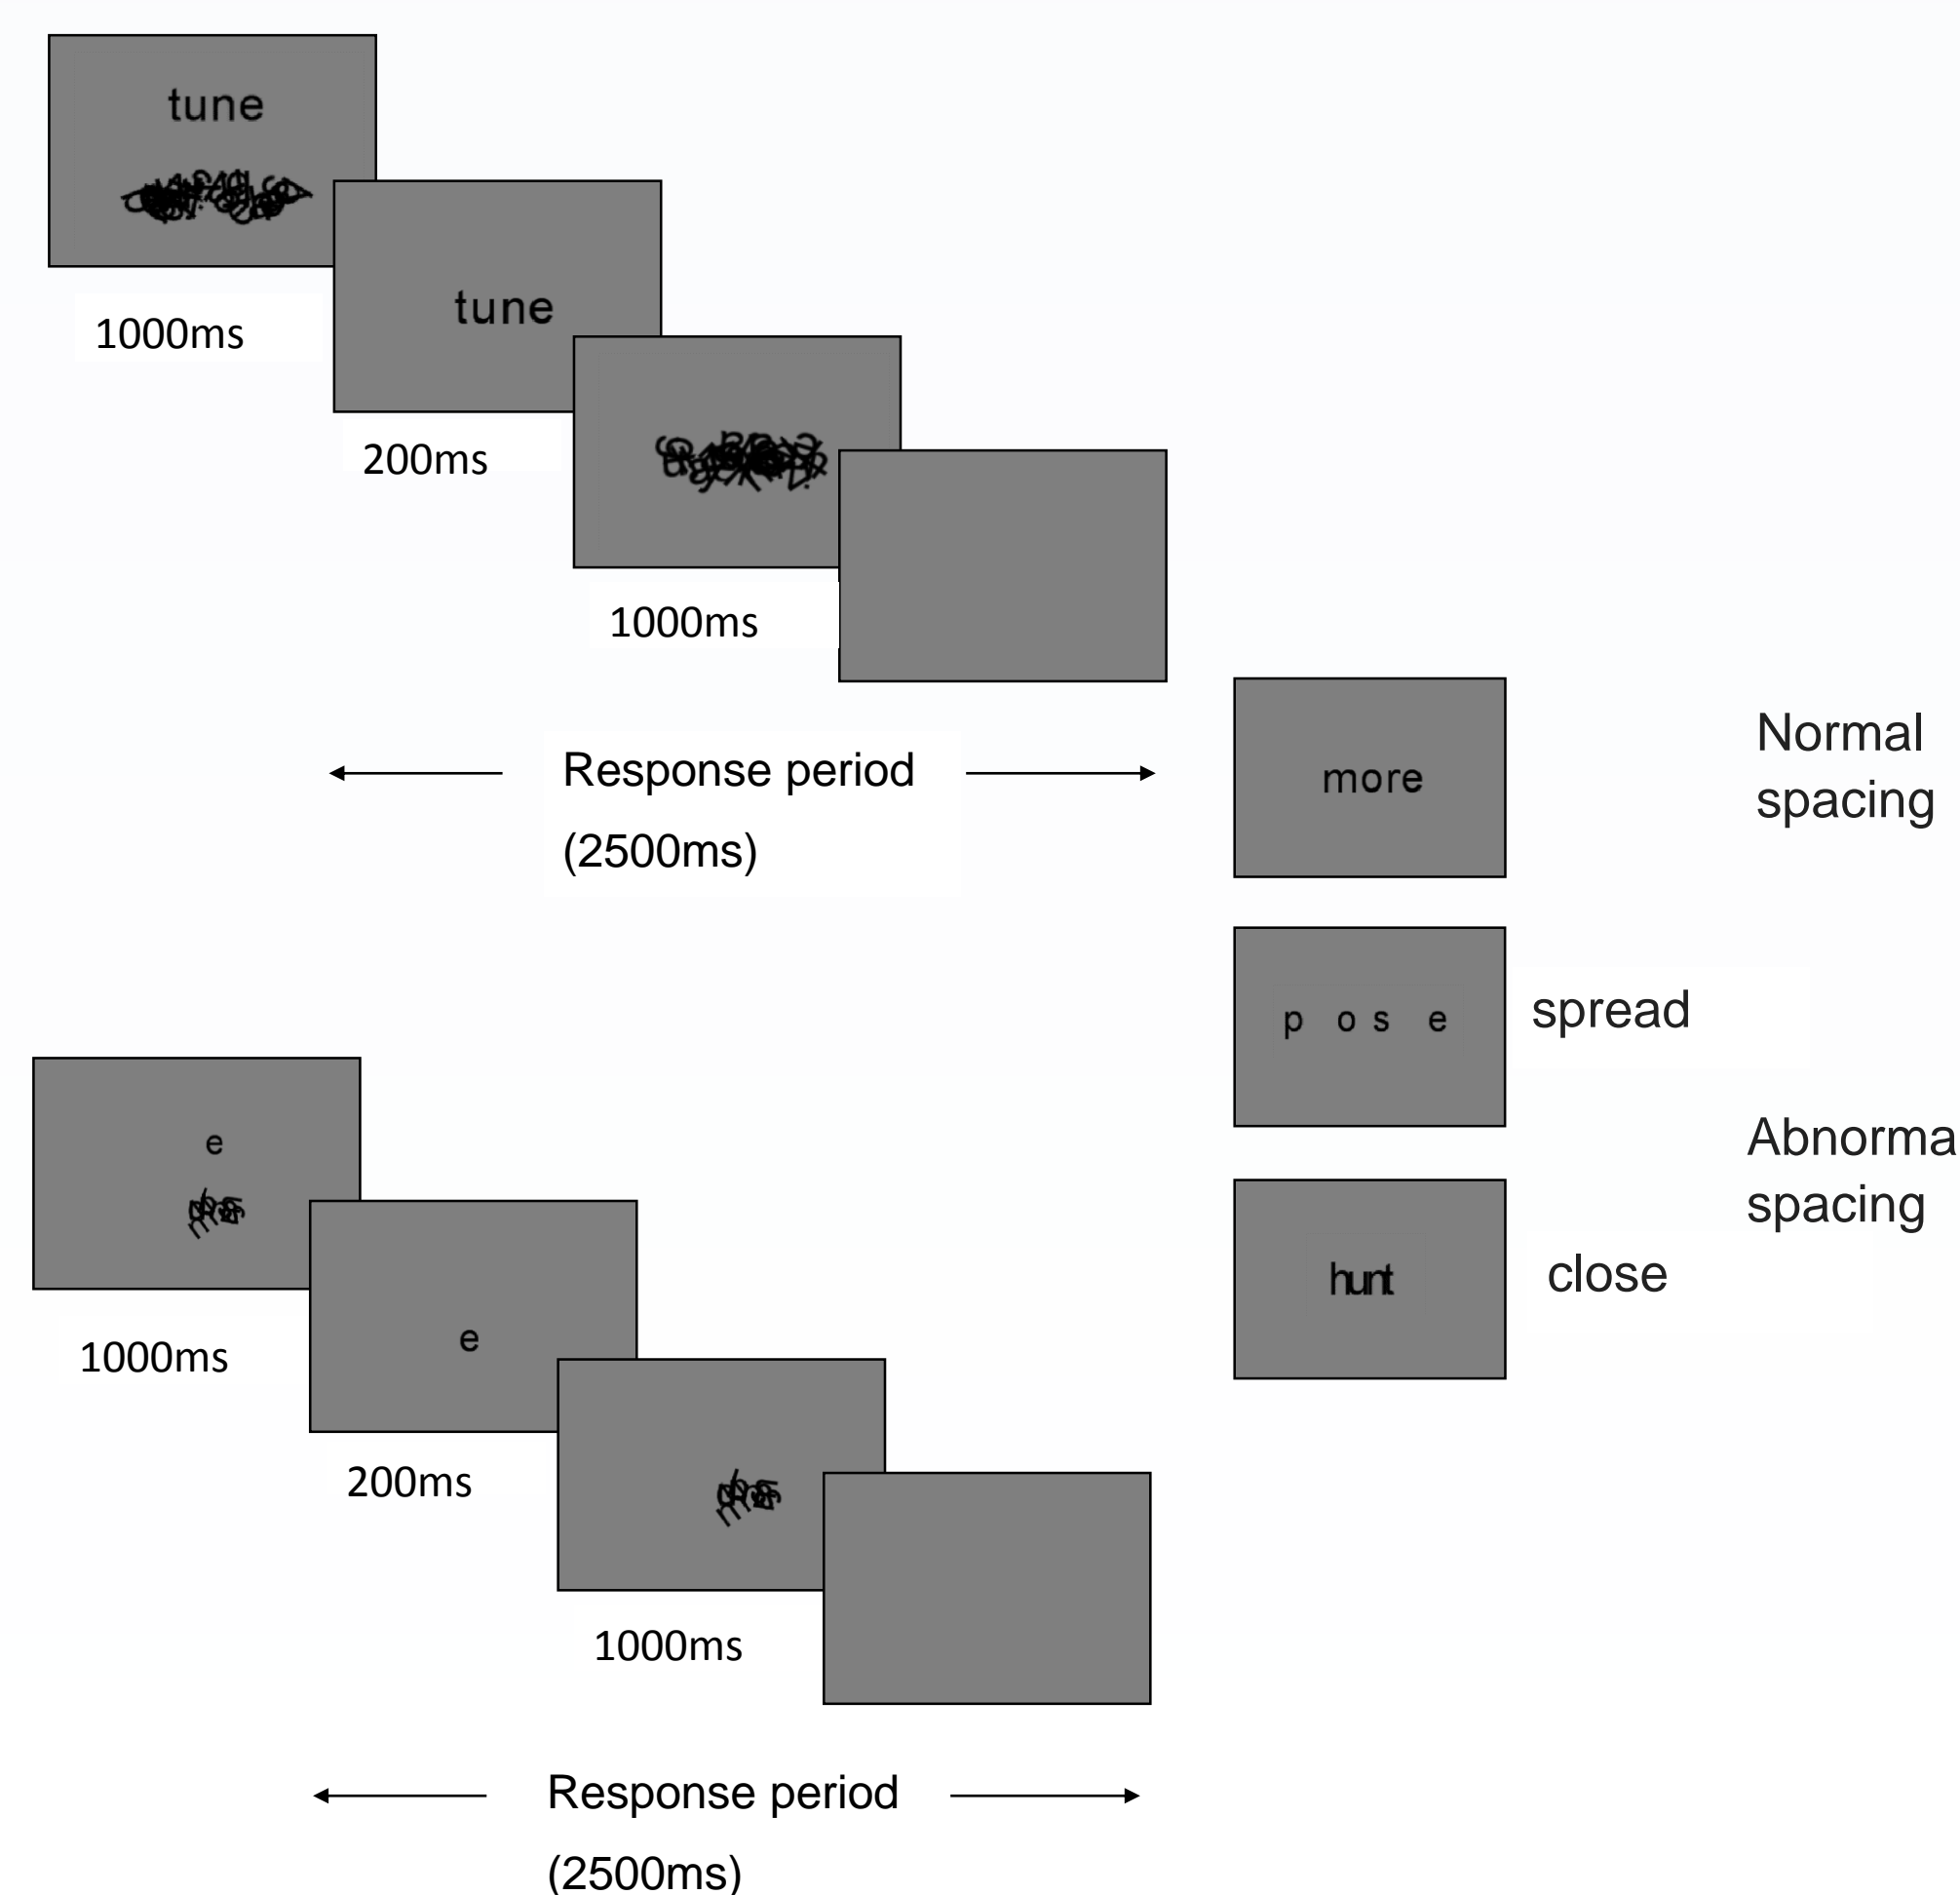 tune
1000ms
tune
200ms
1000ms
Response period
(2500ms)
more
Normal
spacing
p o s e
spread
Abnorma
spacing
hunt
close
e
1000ms
e
200ms
1000ms
Response period
(2500ms)